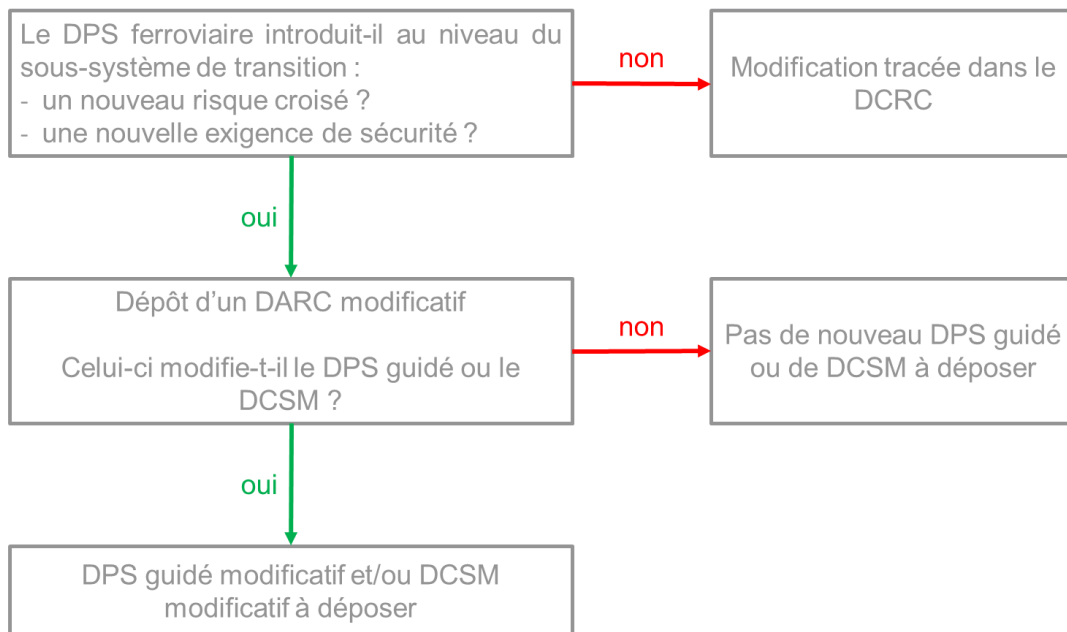 Le DPS ferroviaire introduit-il au niveau du
sous-système de transition :
- un nouveau risque croisé ?
- une nouvelle exigence de sécurité ?
non
Modification tracée dans le
DCRC
oui
Dépôt d'un DARC modificatif
Celui-ci modifie-t-il le DPS guidé ou le
DCSM ?
non
Pas de nouveau DPS guidé
ou de DCSM à déposer
oui
DPS guidé modificatif et/ou DCSM
modificatif à déposer